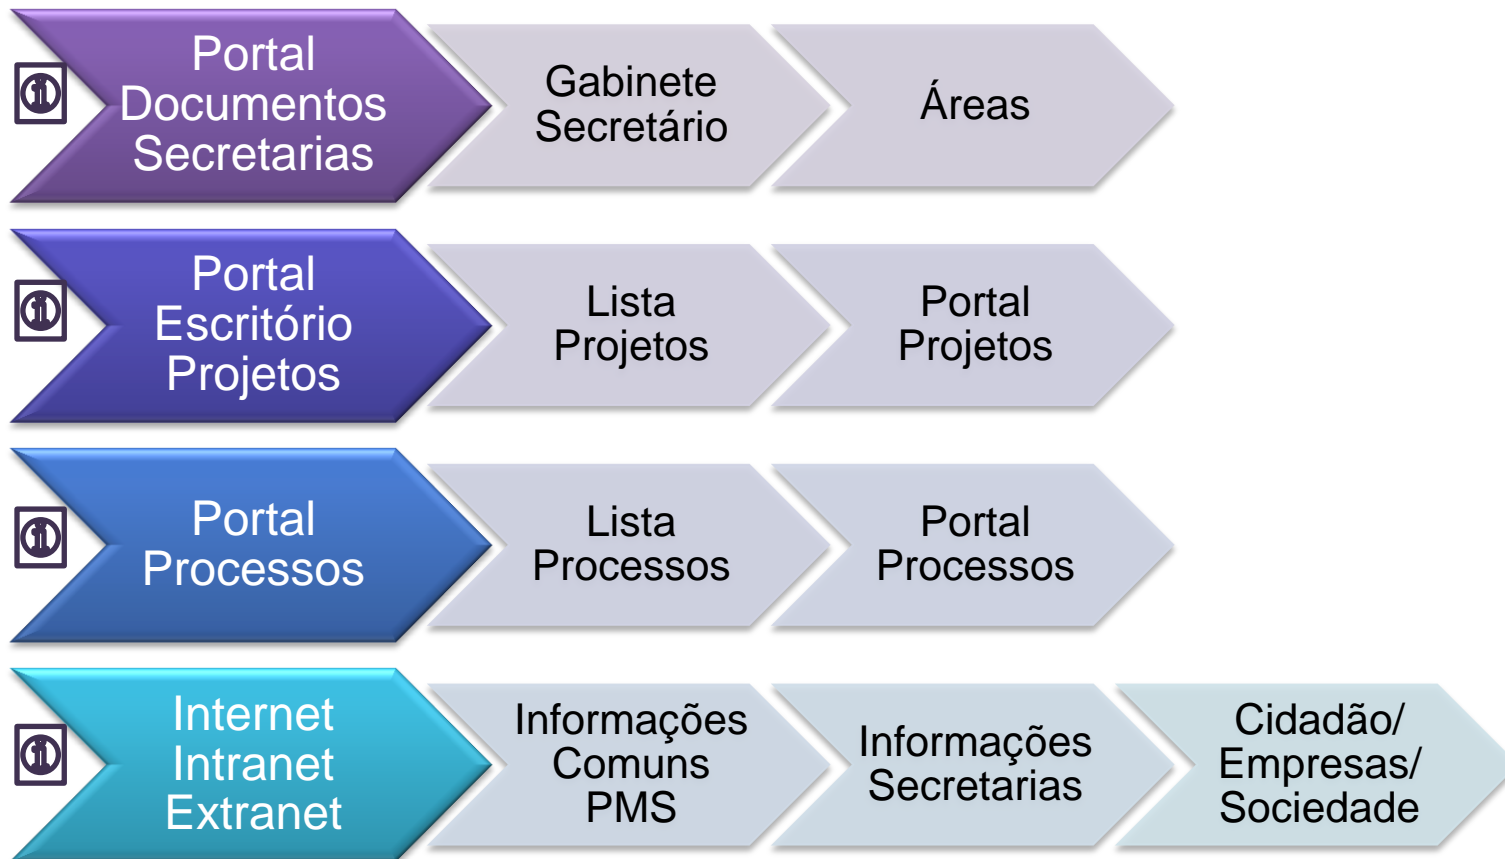 Portal
Documentos
Secretarias
Gabinete
Secretário
Áreas
Portal
Escritório
Projetos
Lista
Projetos
Portal
Projetos
Portal
Processos
Lista
Processos
Portal
Processos
Internet
Intranet
Extranet
Informações
Comuns
PMS
Informações
Secretarias
Cidadão/
Empresas/
Sociedade